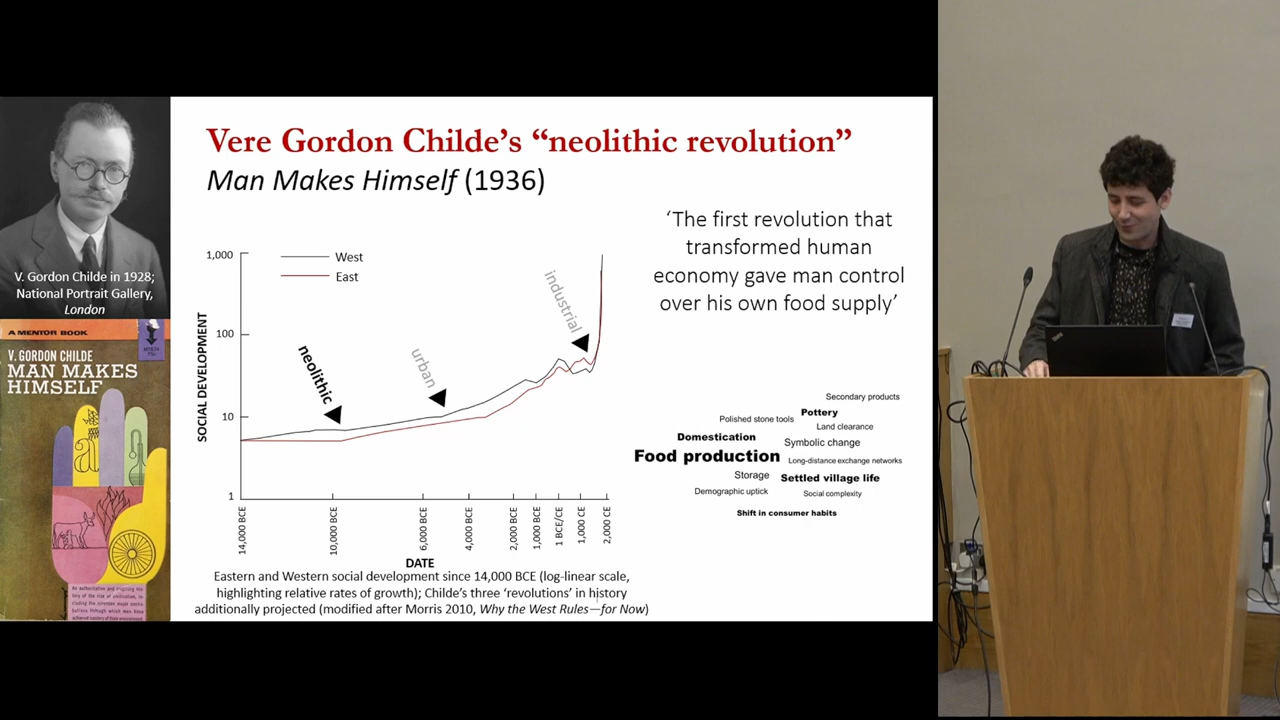 Vere Gordon Childe's “neolithic revolution”
Man Makes Himself (1936)
V. Gordon Childe in 1928;
National Portrait Gallery,
London
A MENTOR BOOK
V. GORDON CHILDE
MAN MAKES
HIMSELF
‘The first revolution that
transformed human
economy gave man control
over his own food supply’
West
East
SOCIAL DEVELOPMENT
1,000
100
10
1
neolithic
urban
industrial
14,000 BCE
10,000 BCE
6,000 BCE
4,000 BCE
2,000 BCE
1,000 BCE
1 BCE/CE
1,000 CE
2,000 CE
DATE
Eastern and Western social development since 14,000 BCE (log-linear scale,
highlighting relative rates of growth); Childe's three ‘revolutions’ in history
additionally projected (modified after Morris 2010, Why the West Rules—for Now)
Secondary products
Pottery
Polished stone tools
Land clearance
Domestication
Symbolic change
Food production
Long-distance exchange networks
Storage
Settled village life
Demographic uptick
Social complexity
Shift in consumer habits